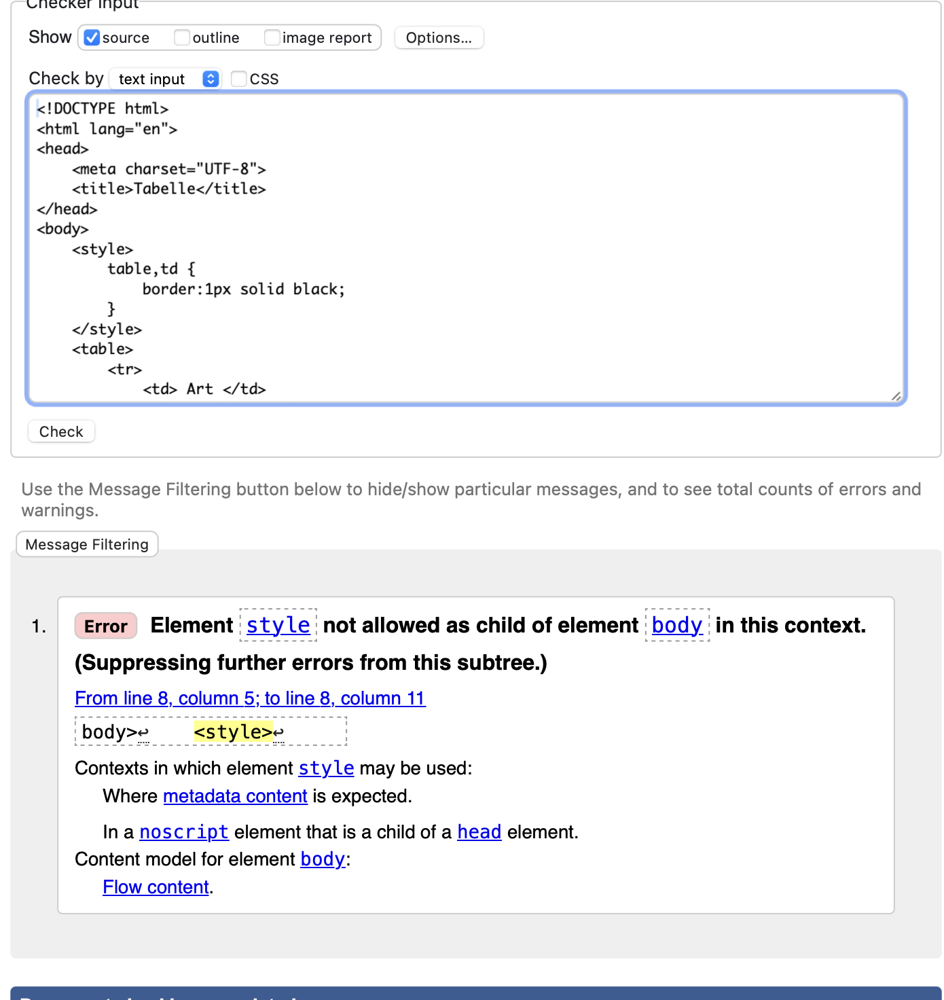 Checker Input
Show source outline image report Options...
Check by text input CSS
<!DOCTYPE html>
<html lang="en">
<head>
    <meta charset="UTF-8">
    <title>Tabelle</title>
</head>
<body>
    <style>
        table,td {
            border:1px solid black;
        }
    </style>
    <table>
        <tr>
            <td> Art </td>
Check
Use the Message Filtering button below to hide/show particular messages, and to see total counts of errors and
warnings.
Message Filtering
1. Error Element style not allowed as child of element body in this context.
(Suppressing further errors from this subtree.)
From line 8, column 5; to line 8, column 11
body>↩    <style>↩
Contexts in which element style may be used:
Where metadata content is expected.
In a noscript element that is a child of a head element.
Content model for element body:
Flow content.